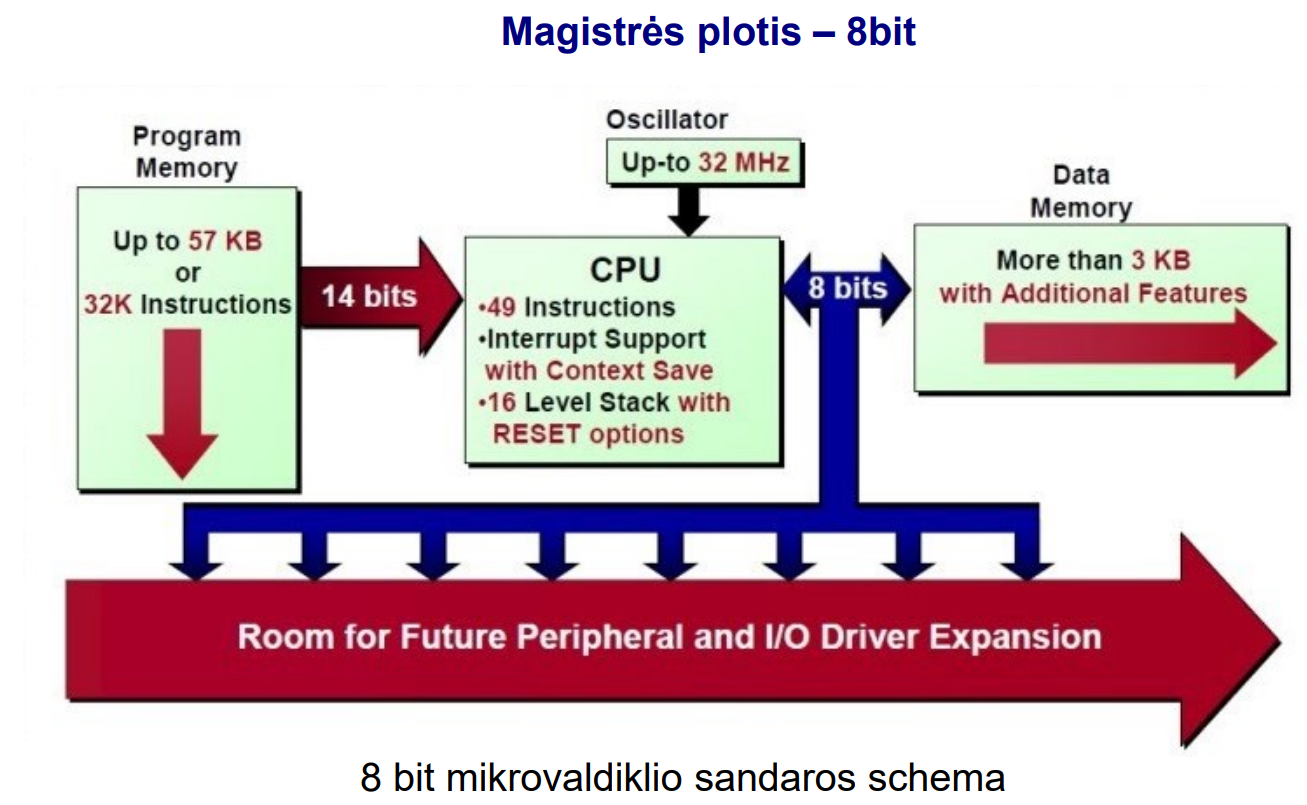 Magistrės plotis – 8bit
Program
Memory
Up to 57 KB
or
32K Instructions
14 bits
Oscillator
Up-to 32 MHz
CPU
•49 Instructions
•Interrupt Support
with Context Save
•16 Level Stack with
RESET options
8 bits
Data
Memory
More than 3 KB
with Additional Features
Room for Future Peripheral and I/O Driver Expansion
8 bit mikrovaldiklio sandaros schema